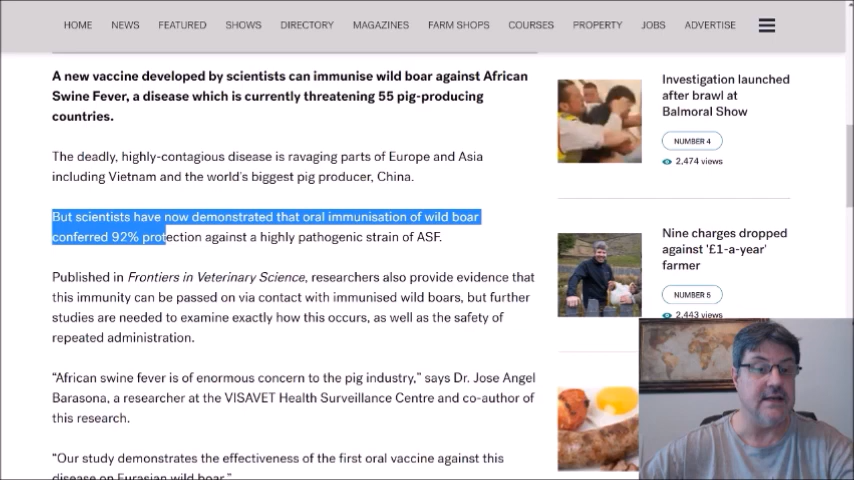 HOME NEWS FEATURED SHOWS DIRECTORY MAGAZINES FARM SHOPS COURSES PROPERTY JOBS ADVERTISE
A new vaccine developed by scientists can immunise wild boar against African
Swine Fever, a disease which is currently threatening 55 pig-producing
countries.
The deadly, highly-contagious disease is ravaging parts of Europe and Asia
including Vietnam and the world's biggest pig producer, China.
But scientists have now demonstrated that oral immunisation of wild boar
conferred 92% protection against a highly pathogenic strain of ASF.
Published in Frontiers in Veterinary Science, researchers also provide evidence that
this immunity can be passed on via contact with immunised wild boars, but further
studies are needed to examine exactly how this occurs, as well as the safety of
repeated administration.
“African swine fever is of enormous concern to the pig industry,” says Dr. Jose Angel
Barasona, a researcher at the VISAVET Health Surveillance Centre and co-author of
this research.
“Our study demonstrates the effectiveness of the first oral vaccine against this
disease on Eurasian wild boar.”
Investigation launched
after brawl at
Balmoral Show
NUMBER 4
2,474 views
Nine charges dropped
against '£1-a-year'
farmer
NUMBER 5
2,443 views